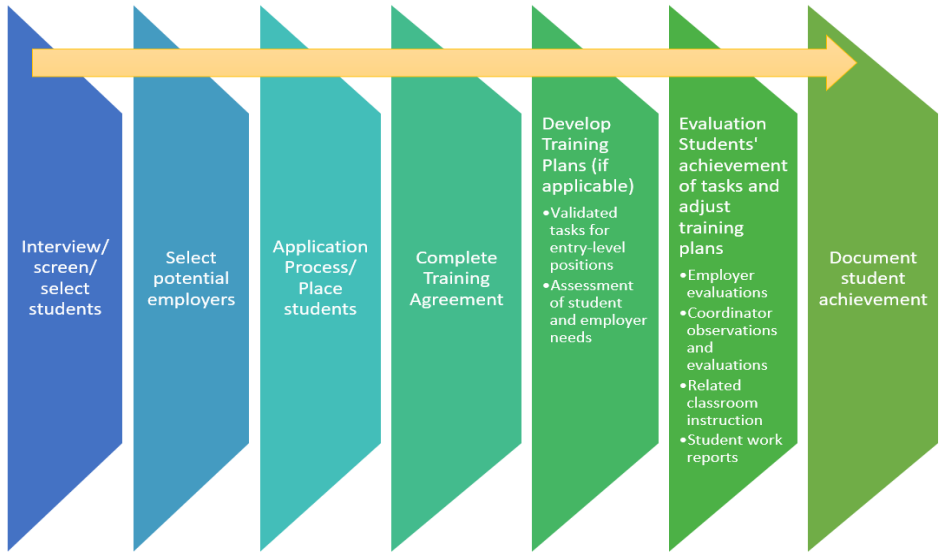 Interview/
screen/
select
students
Select
potential
employers
Application
Process/
Place
students
Complete
Training
Agreement
Develop
Training
Plans (if
applicable)
•Validated
tasks for
entry-level
positions
•Assessment
of student
and employer
needs
Evaluation
Students'
achievement
of tasks and
adjust
training
plans
•Employer
evaluations
•Coordinator
observations
and
evaluations
•Related
classroom
instruction
•Student work
reports
Document
student
achievement